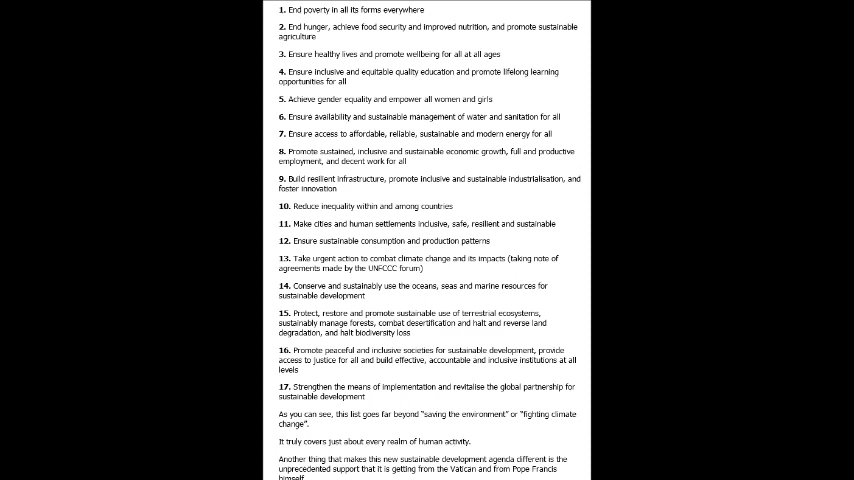 1. End poverty in all its forms everywhere
2. End hunger, achieve food security and improved nutrition, and promote sustainable
agriculture
3. Ensure healthy lives and promote wellbeing for all at all ages
4. Ensure inclusive and equitable quality education and promote lifelong learning
opportunities for all
5. Achieve gender equality and empower all women and girls
6. Ensure availability and sustainable management of water and sanitation for all
7. Ensure access to affordable, reliable, sustainable and modern energy for all
8. Promote sustained, inclusive and sustainable economic growth, full and productive
employment, and decent work for all
9. Build resilient infrastructure, promote inclusive and sustainable industrialisation, and
foster innovation
10. Reduce inequality within and among countries
11. Make cities and human settlements inclusive, safe, resilient and sustainable
12. Ensure sustainable consumption and production patterns
13. Take urgent action to combat climate change and its impacts (taking note of
agreements made by the UNFCCC forum)
14. Conserve and sustainably use the oceans, seas and marine resources for
sustainable development
15. Protect, restore and promote sustainable use of terrestrial ecosystems,
sustainably manage forests, combat desertification and halt and reverse land
degradation, and halt biodiversity loss
16. Promote peaceful and inclusive societies for sustainable development, provide
access to justice for all and build effective, accountable and inclusive institutions at all
levels
17. Strengthen the means of implementation and revitalise the global partnership for
sustainable development
As you can see, this list goes far beyond “saving the environment” or “fighting climate
change”.
It truly covers just about every realm of human activity.
Another thing that makes this new sustainable development agenda different is the
unprecedented support that it is getting from the Vatican and from Pope Francis
himself